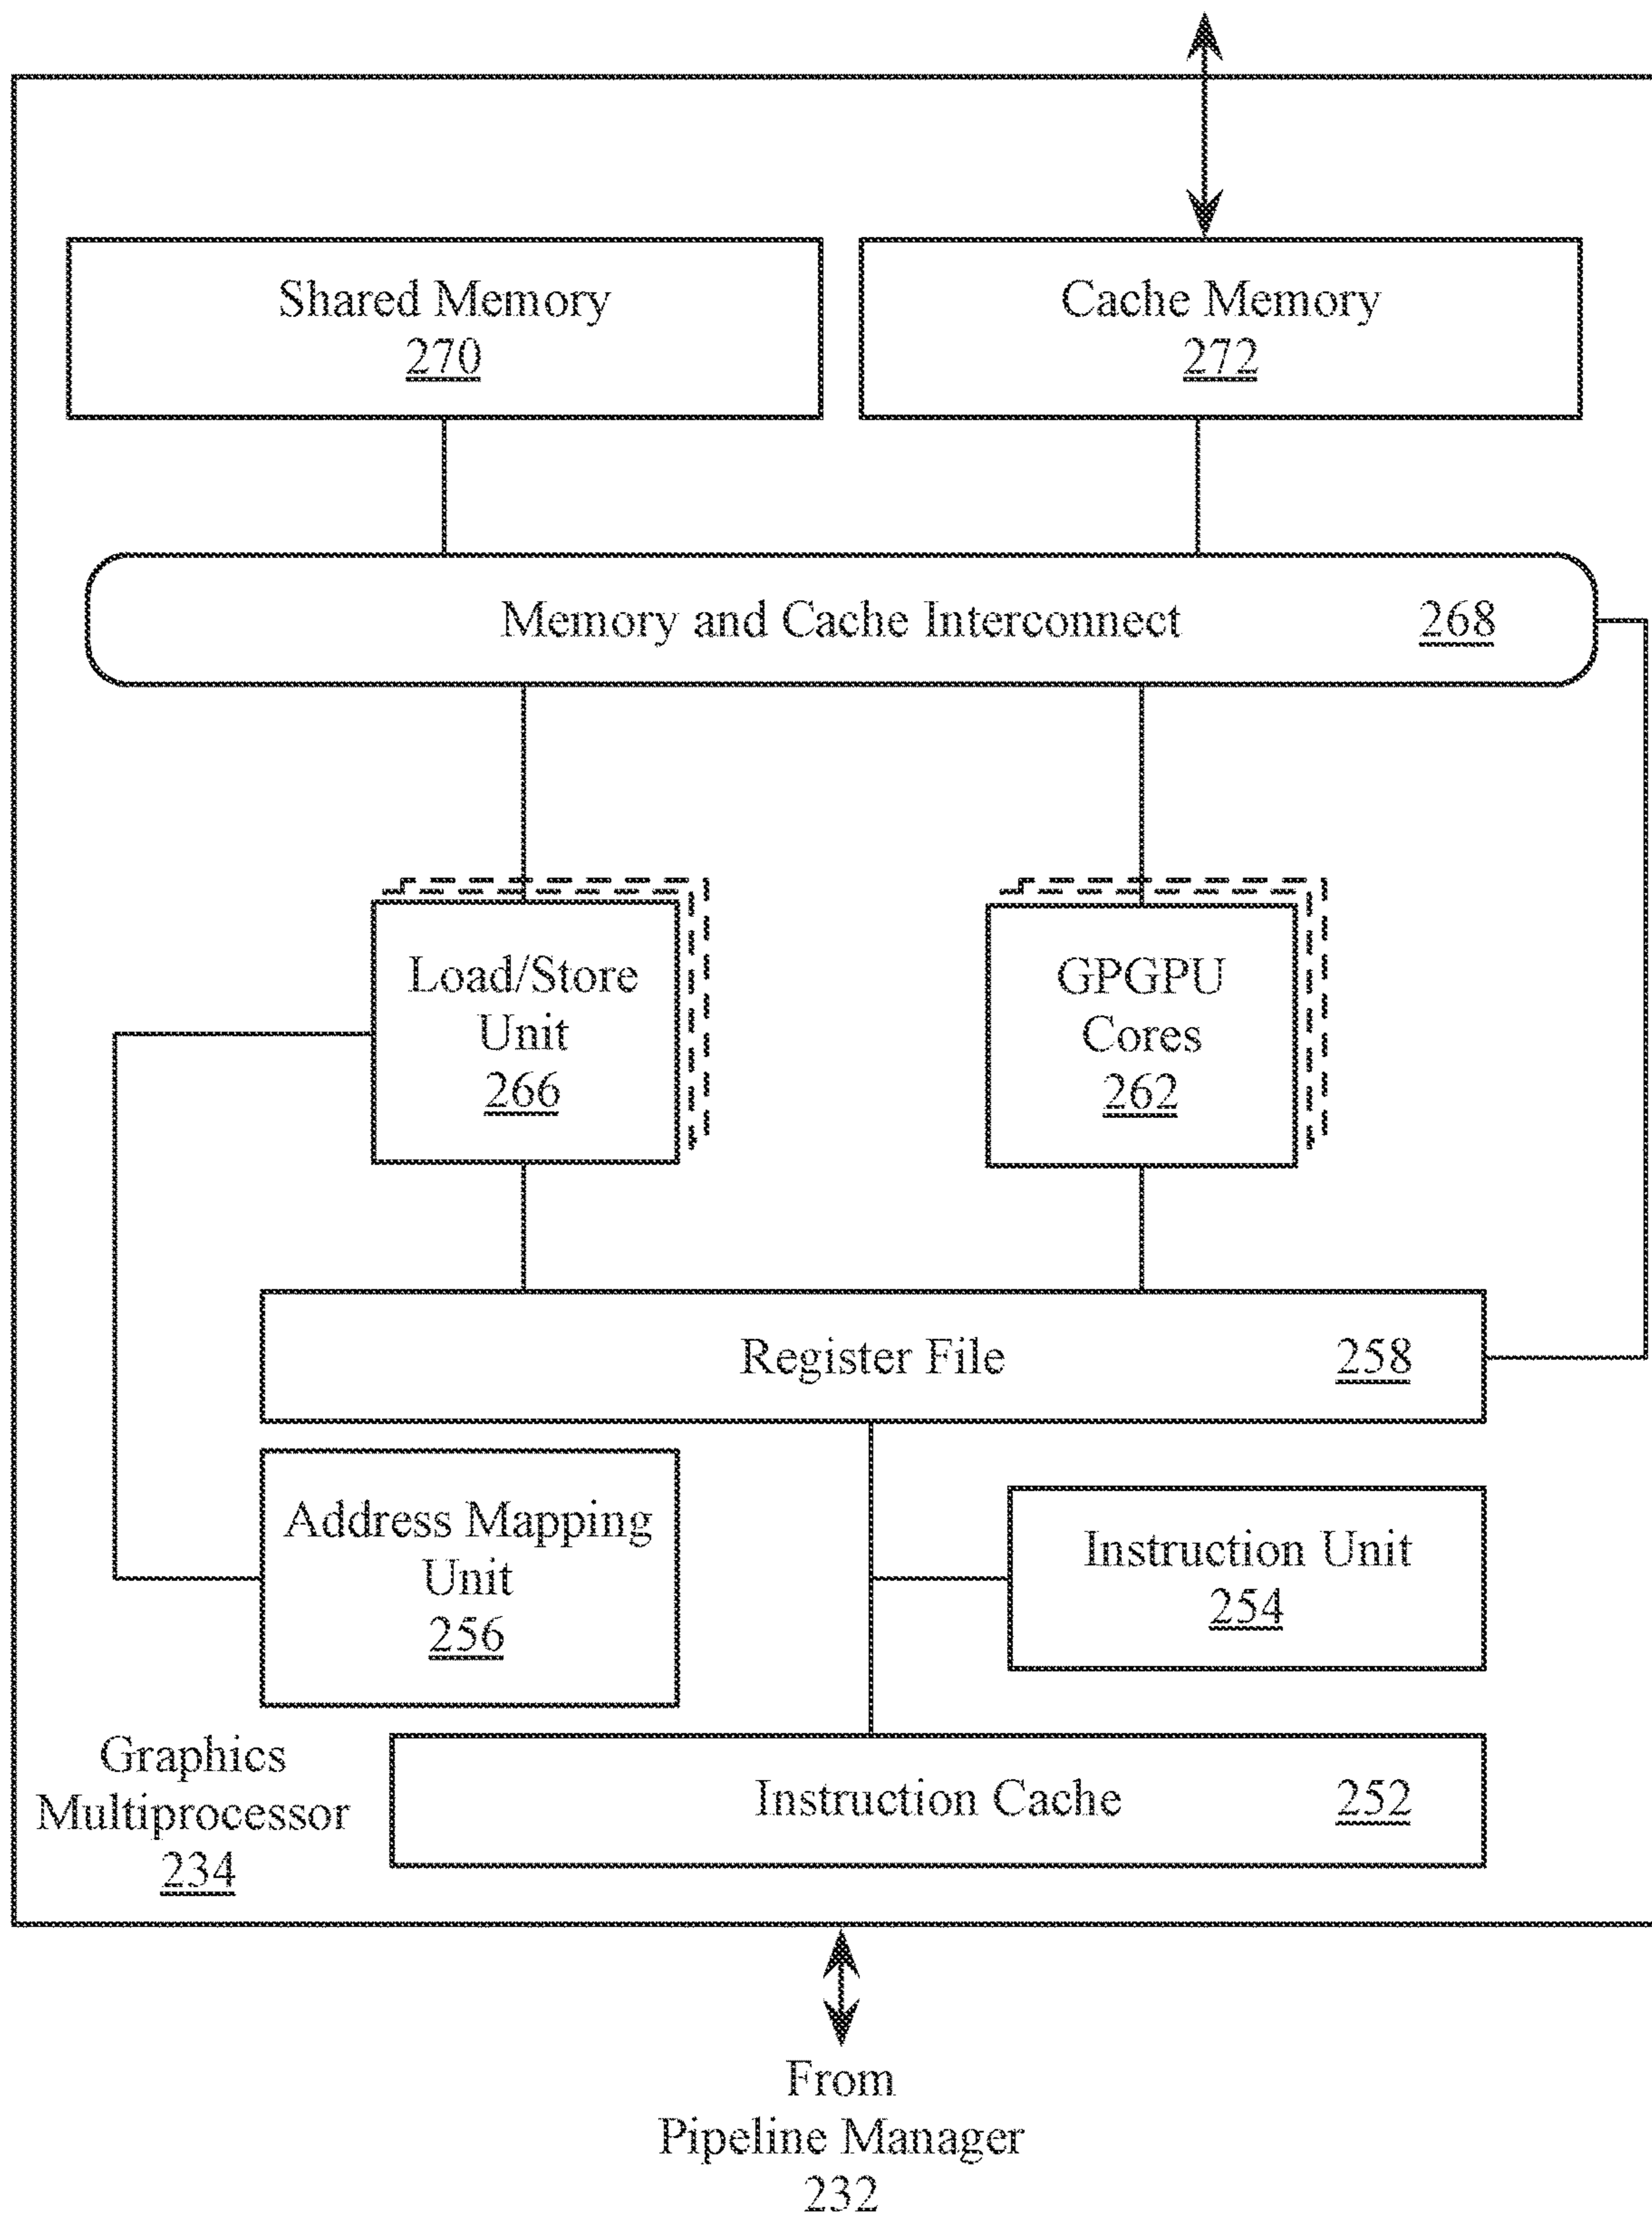 Shared Memory
270
Cache Memory
272
Memory and Cache Interconnect 268
Load/Store
Unit
266
GPGPU
Cores
262
Register File 258
Address Mapping
Unit
256
Instruction Unit
254
Graphics
Multiprocessor
234
Instruction Cache 252
From
Pipeline Manager
232